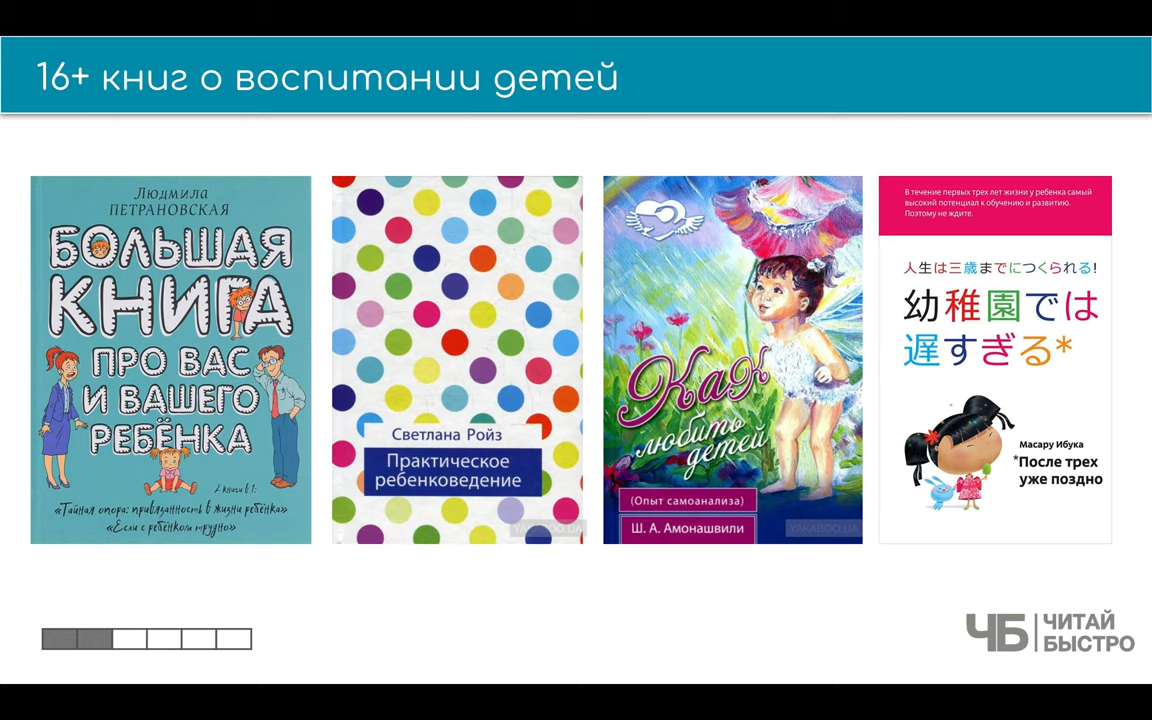 16+ книг о воспитании детей
Людмила
ПЕТРАНОВСКАЯ
БОЛЬШАЯ
КНИГА
ПРО ВАС
И ВАШЕГО
РЕБЁНКА
2 книги в 1:
«Тайная опора: привязанность в жизни ребёнка»
«Если с ребёнком трудно»
Светлана Ройз
Практическое
ребенковедение
YAKABOO.UA
Как
любить
детей
(Опыт самоанализа)
Ш. А. Амонашвили
YAKABOO.UA
В течение первых трех лет жизни у ребенка самый
высокий потенциал к обучению и развитию.
Поэтому не ждите.
人生は三歳までにつくられる!
幼稚園では
遅すぎる*
Масару Ибука
*После трех
уже поздно
ЧБ
ЧИТАЙ
БЫСТРО